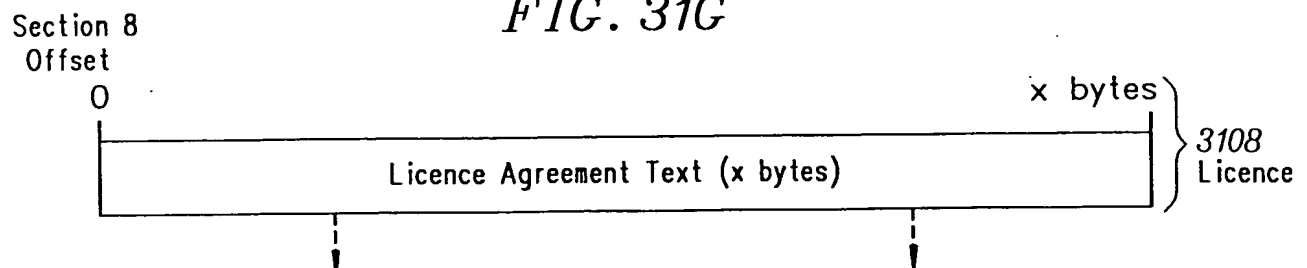 FIG. 31G
Section 8
Offset
0
x bytes
Licence Agreement Text (x bytes)
3108
Licence